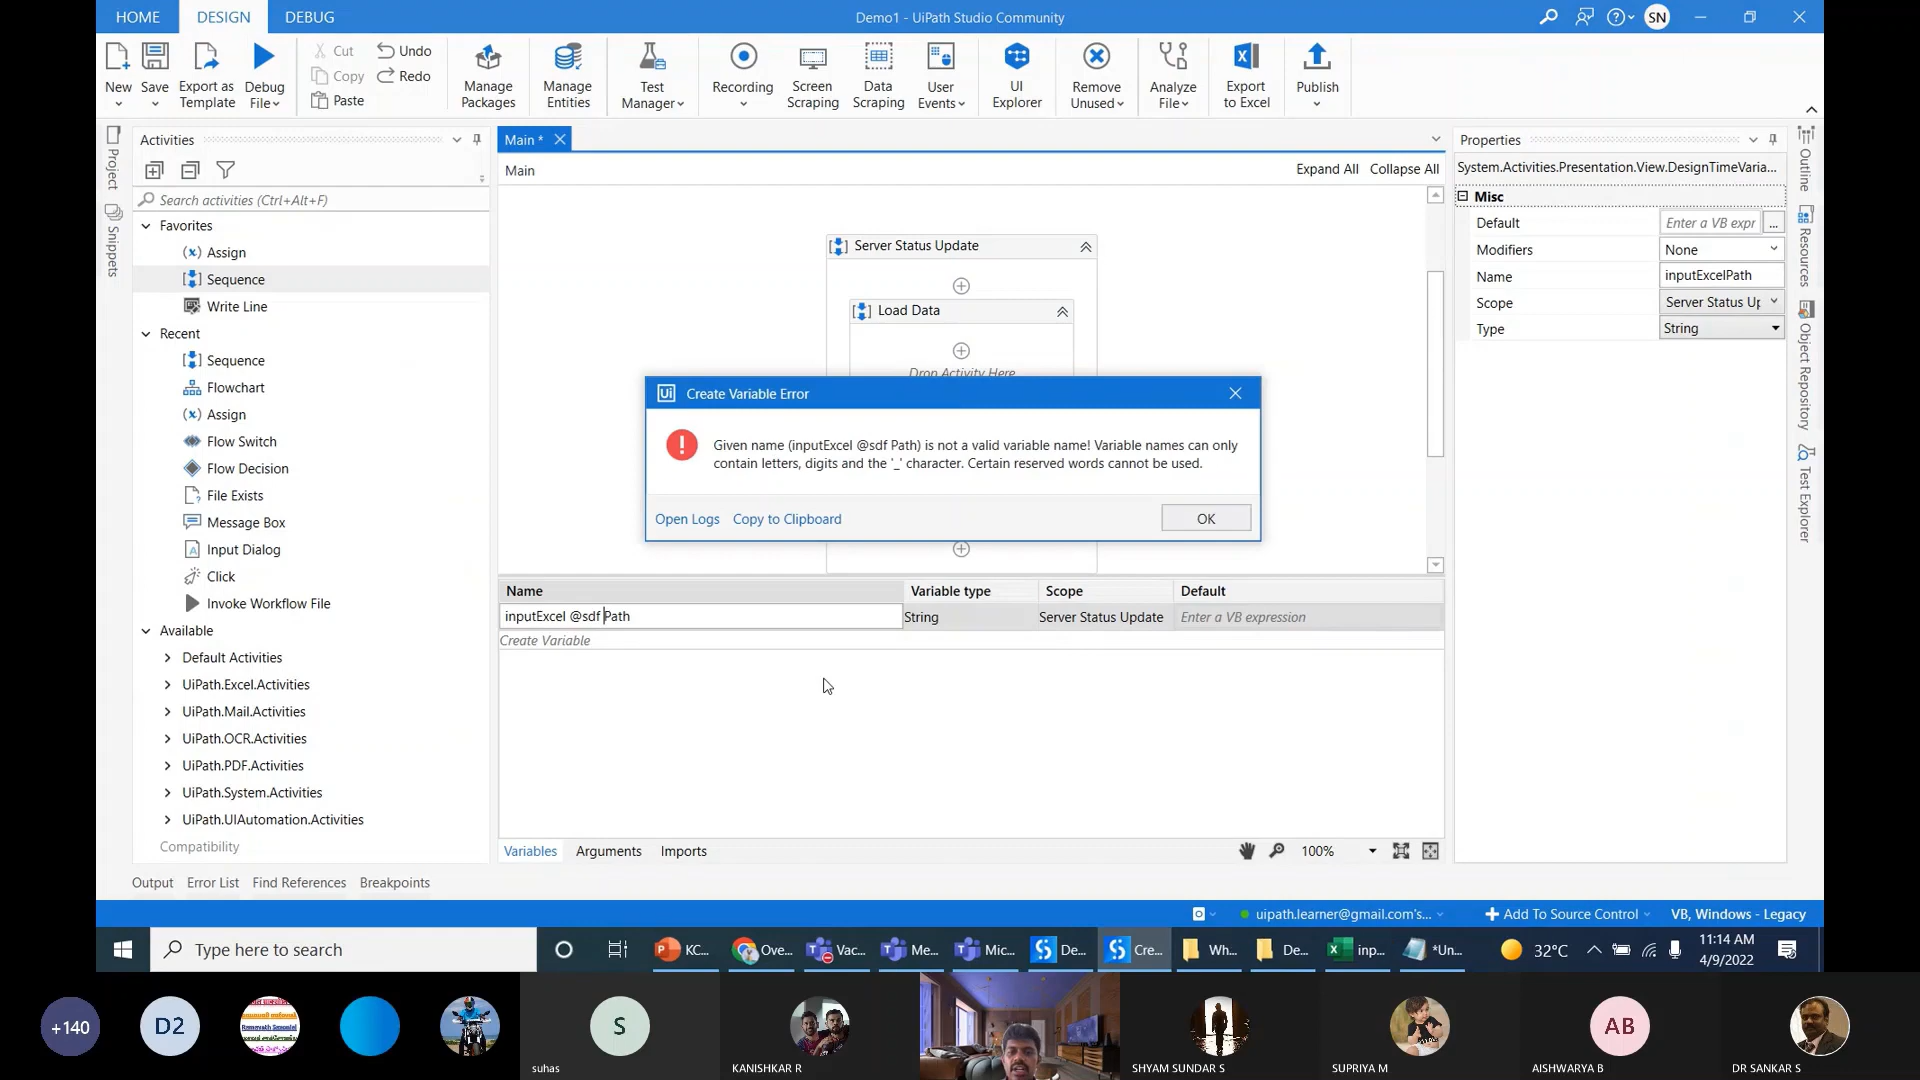 HOME
DESIGN
DEBUG
Demo1 - UiPath Studio Community
SN
New
Save
Export as
Template
Debug
File
Cut
Copy
Paste
Undo
Redo
Manage
Packages
Manage
Entities
Test
Manager
Recording
Screen
Scraping
Data
Scraping
User
Events
UI
Explorer
Remove
Unused
Analyze
File
Export
to Excel
Publish
Project
Snippets
Activities
Search activities (Ctrl+Alt+F)
Favorites
Assign
Sequence
Write Line
Recent
Sequence
Flowchart
Assign
Flow Switch
Flow Decision
File Exists
Message Box
Input Dialog
Click
Invoke Workflow File
Available
Default Activities
UiPath.Excel.Activities
UiPath.Mail.Activities
UiPath.OCR.Activities
UiPath.PDF.Activities
UiPath.System.Activities
UiPath.UIAutomation.Activities
Compatibility
Main *
Main
Expand All
Collapse All
Server Status Update
Load Data
Drop Activity Here
Create Variable Error
Given name (inputExcel @sdf Path) is not a valid variable name! Variable names can only
contain letters, digits and the '_' character. Certain reserved words cannot be used.
Open Logs
Copy to Clipboard
OK
Name
Variable type
Scope
Default
inputExcel @sdf Path
String
Server Status Update
Enter a VB expression
Create Variable
Variables
Arguments
Imports
100%
Properties
System.Activities.Presentation.View.DesignTimeVaria...
Misc
Default
Enter a VB expr
...
Modifiers
None
Name
inputExcelPath
Scope
Server Status Up
Type
String
Outline
Resources
Object Repository
Test Explorer
Output
Error List
Find References
Breakpoints
uipath.learner@gmail.com's...
Add To Source Control
VB, Windows - Legacy
Type here to search
KC...
Ove...
Vac...
Me...
Mic...
De...
Cre...
Wh...
De...
inp...
*Un...
32°C
11:14 AM
4/9/2022
+140
D2
S
suhas
KANISHKAR R
SHYAM SUNDAR S
SUPRIYA M
AB
AISHWARYA B
DR SANKAR S